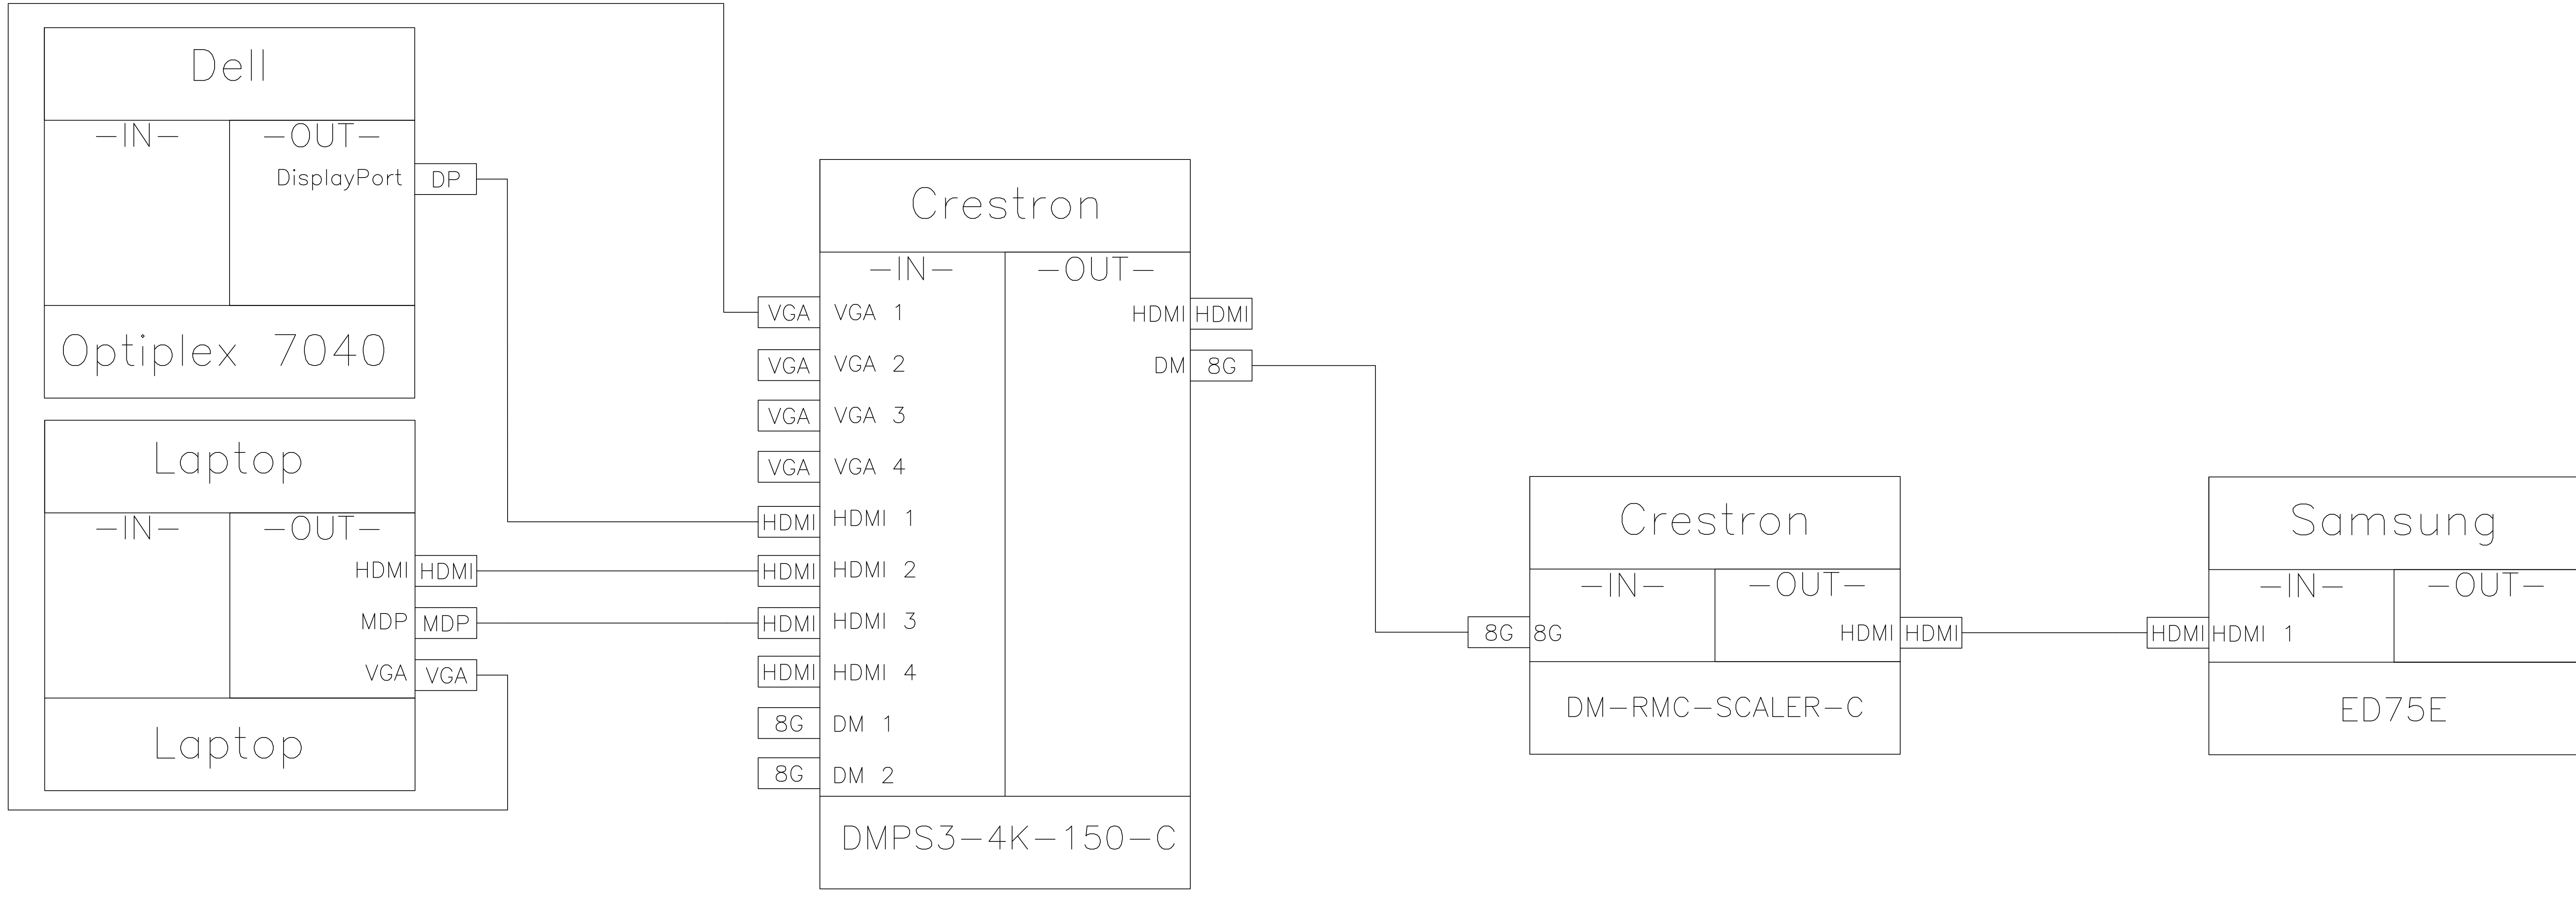 Dell
-IN- -OUT-
DisplayPort DP
Optiplex 7040
Laptop
-IN- -OUT-
HDMI HDMI
MDP MDP
VGA VGA
Laptop
Crestron
-IN- -OUT-
VGA VGA 1 HDMI HDMI
VGA VGA 2 DM 8G
VGA VGA 3
VGA VGA 4
HDMI HDMI 1
HDMI HDMI 2
HDMI HDMI 3
HDMI HDMI 4
8G DM 1
8G DM 2
DMPS3-4K-150-C
Crestron
-IN- -OUT-
8G 8G HDMI HDMI
DM-RMC-SCALER-C
Samsung
-IN- -OUT-
HDMI HDMI 1
ED75E